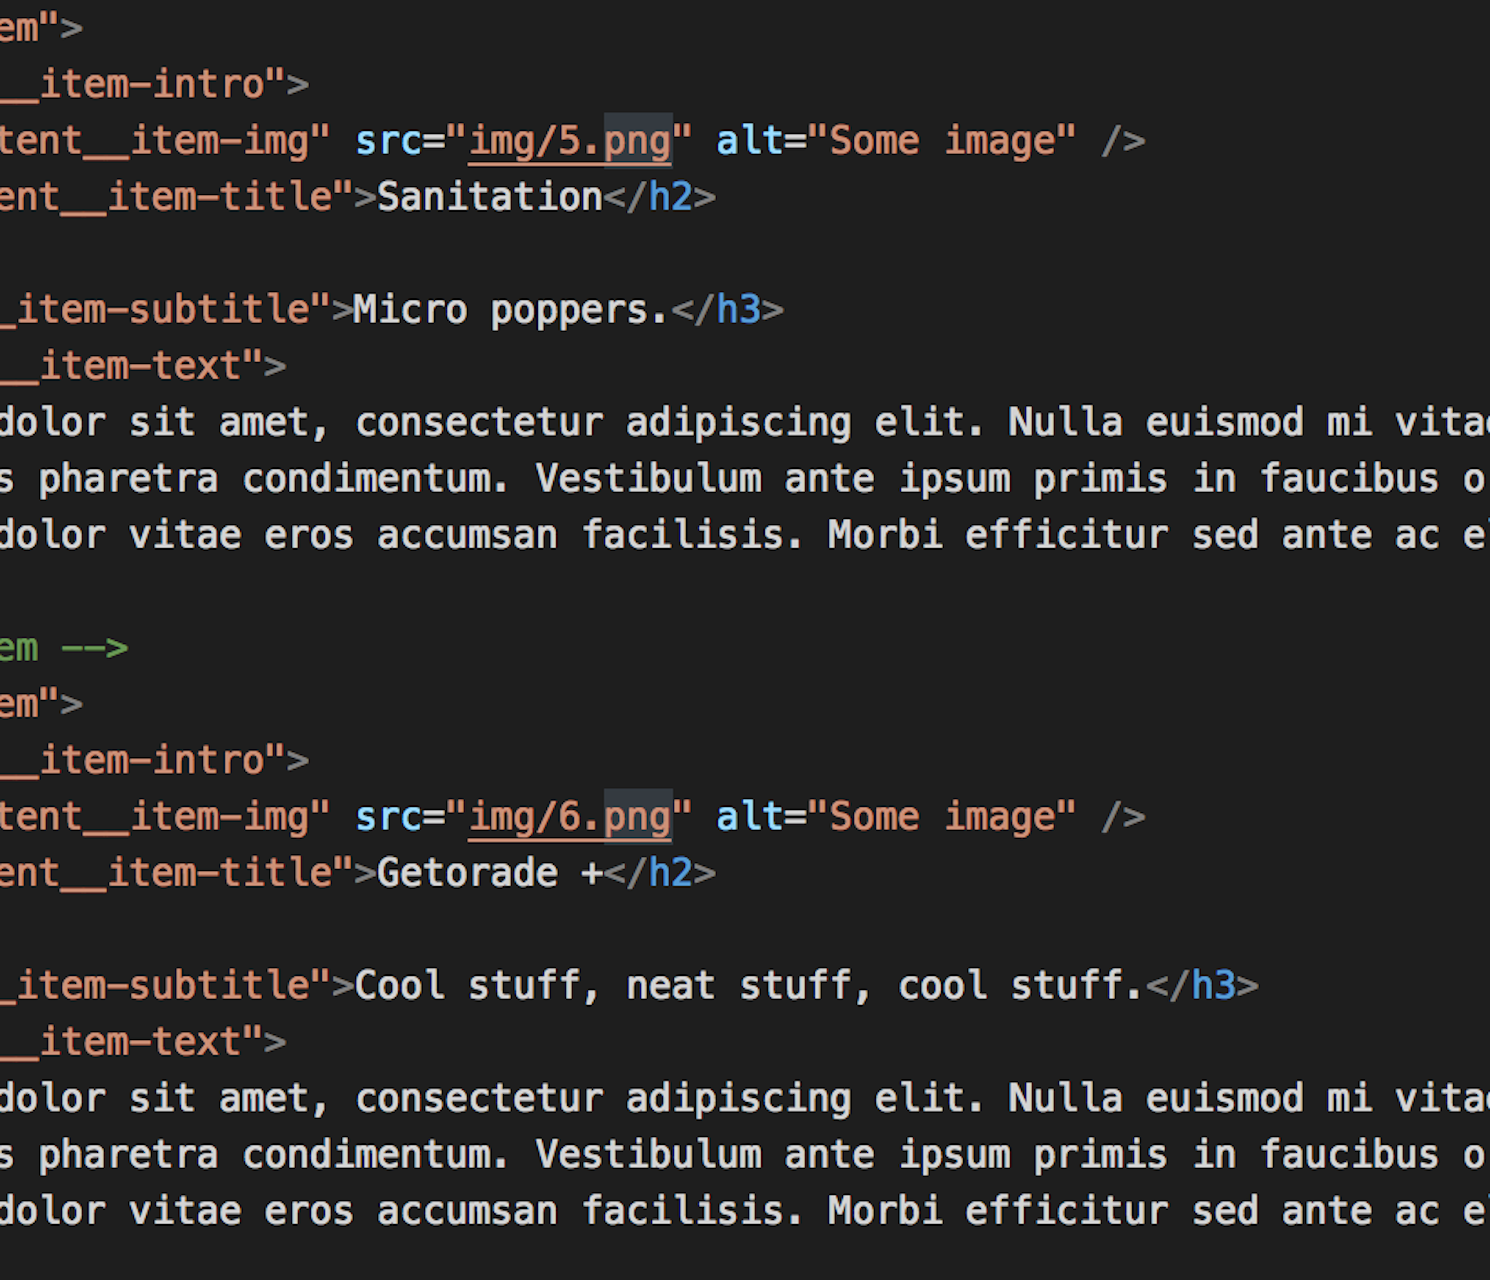 em">
__item-intro">
tent__item-img" src="img/5.png" alt="Some image" />
ent__item-title">Sanitation</h2>
_item-subtitle">Micro poppers.</h3>
__item-text">
dolor sit amet, consectetur adipiscing elit. Nulla euismod mi vitae
s pharetra condimentum. Vestibulum ante ipsum primis in faucibus o
dolor vitae eros accumsan facilisis. Morbi efficitur sed ante ac e
em -->
em">
__item-intro">
tent__item-img" src="img/6.png" alt="Some image" />
ent__item-title">Getorade +</h2>
_item-subtitle">Cool stuff, neat stuff, cool stuff.</h3>
__item-text">
dolor sit amet, consectetur adipiscing elit. Nulla euismod mi vitae
s pharetra condimentum. Vestibulum ante ipsum primis in faucibus o
dolor vitae eros accumsan facilisis. Morbi efficitur sed ante ac e